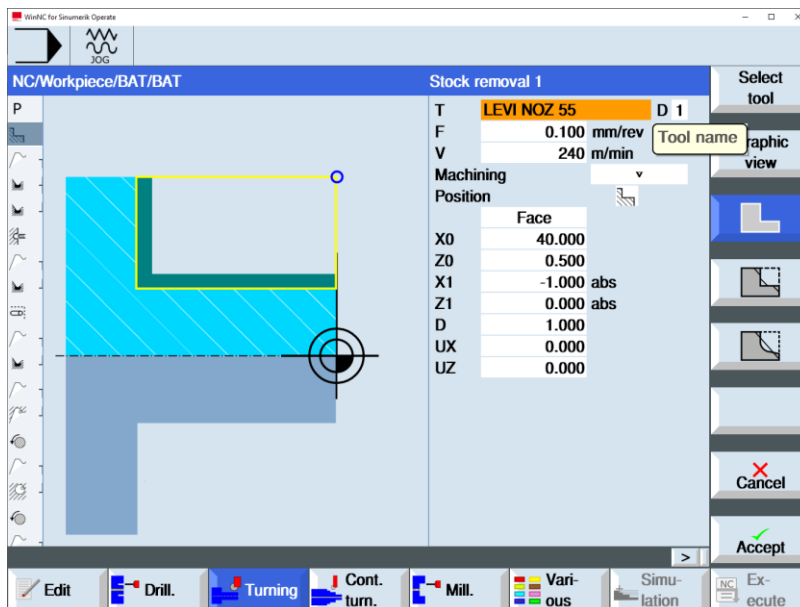 WinNC for Sinumerik Operate
JOG
NC/Workpiece/BAT/BAT
Stock removal 1
Select
tool
P
T LEVI NOZ 55 D 1
F 0.100 mm/rev
Tool name
V 240 m/min
raphic
view
Machining v
Position
Face
X0 40.000
Z0 0.500
X1 -1.000 abs
Z1 0.000 abs
D 1.000
UX 0.000
UZ 0.000
Cancel
Accept
>
Edit
Drill.
Turning
Cont.
turn.
Mill.
Vari-
ous
Simu-
lation
NC
Ex-
ecute